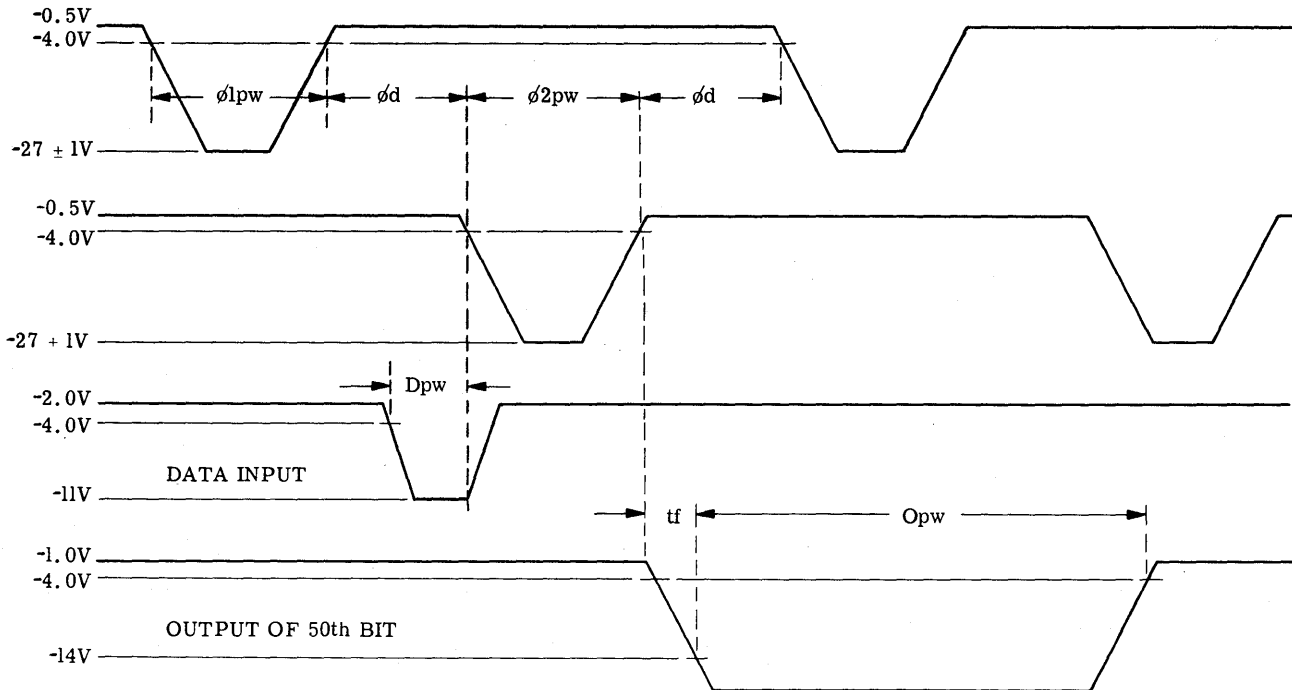 -0.5V
-4.0V
ø1pw
ød
ø2pw
ød
-27 ± 1V
-0.5V
-4.0V
-27 + 1V
Dpw
-2.0V
-4.0V
DATA INPUT
-11V
tf
Opw
-1.0V
-4.0V
OUTPUT OF 50th BIT
-14V